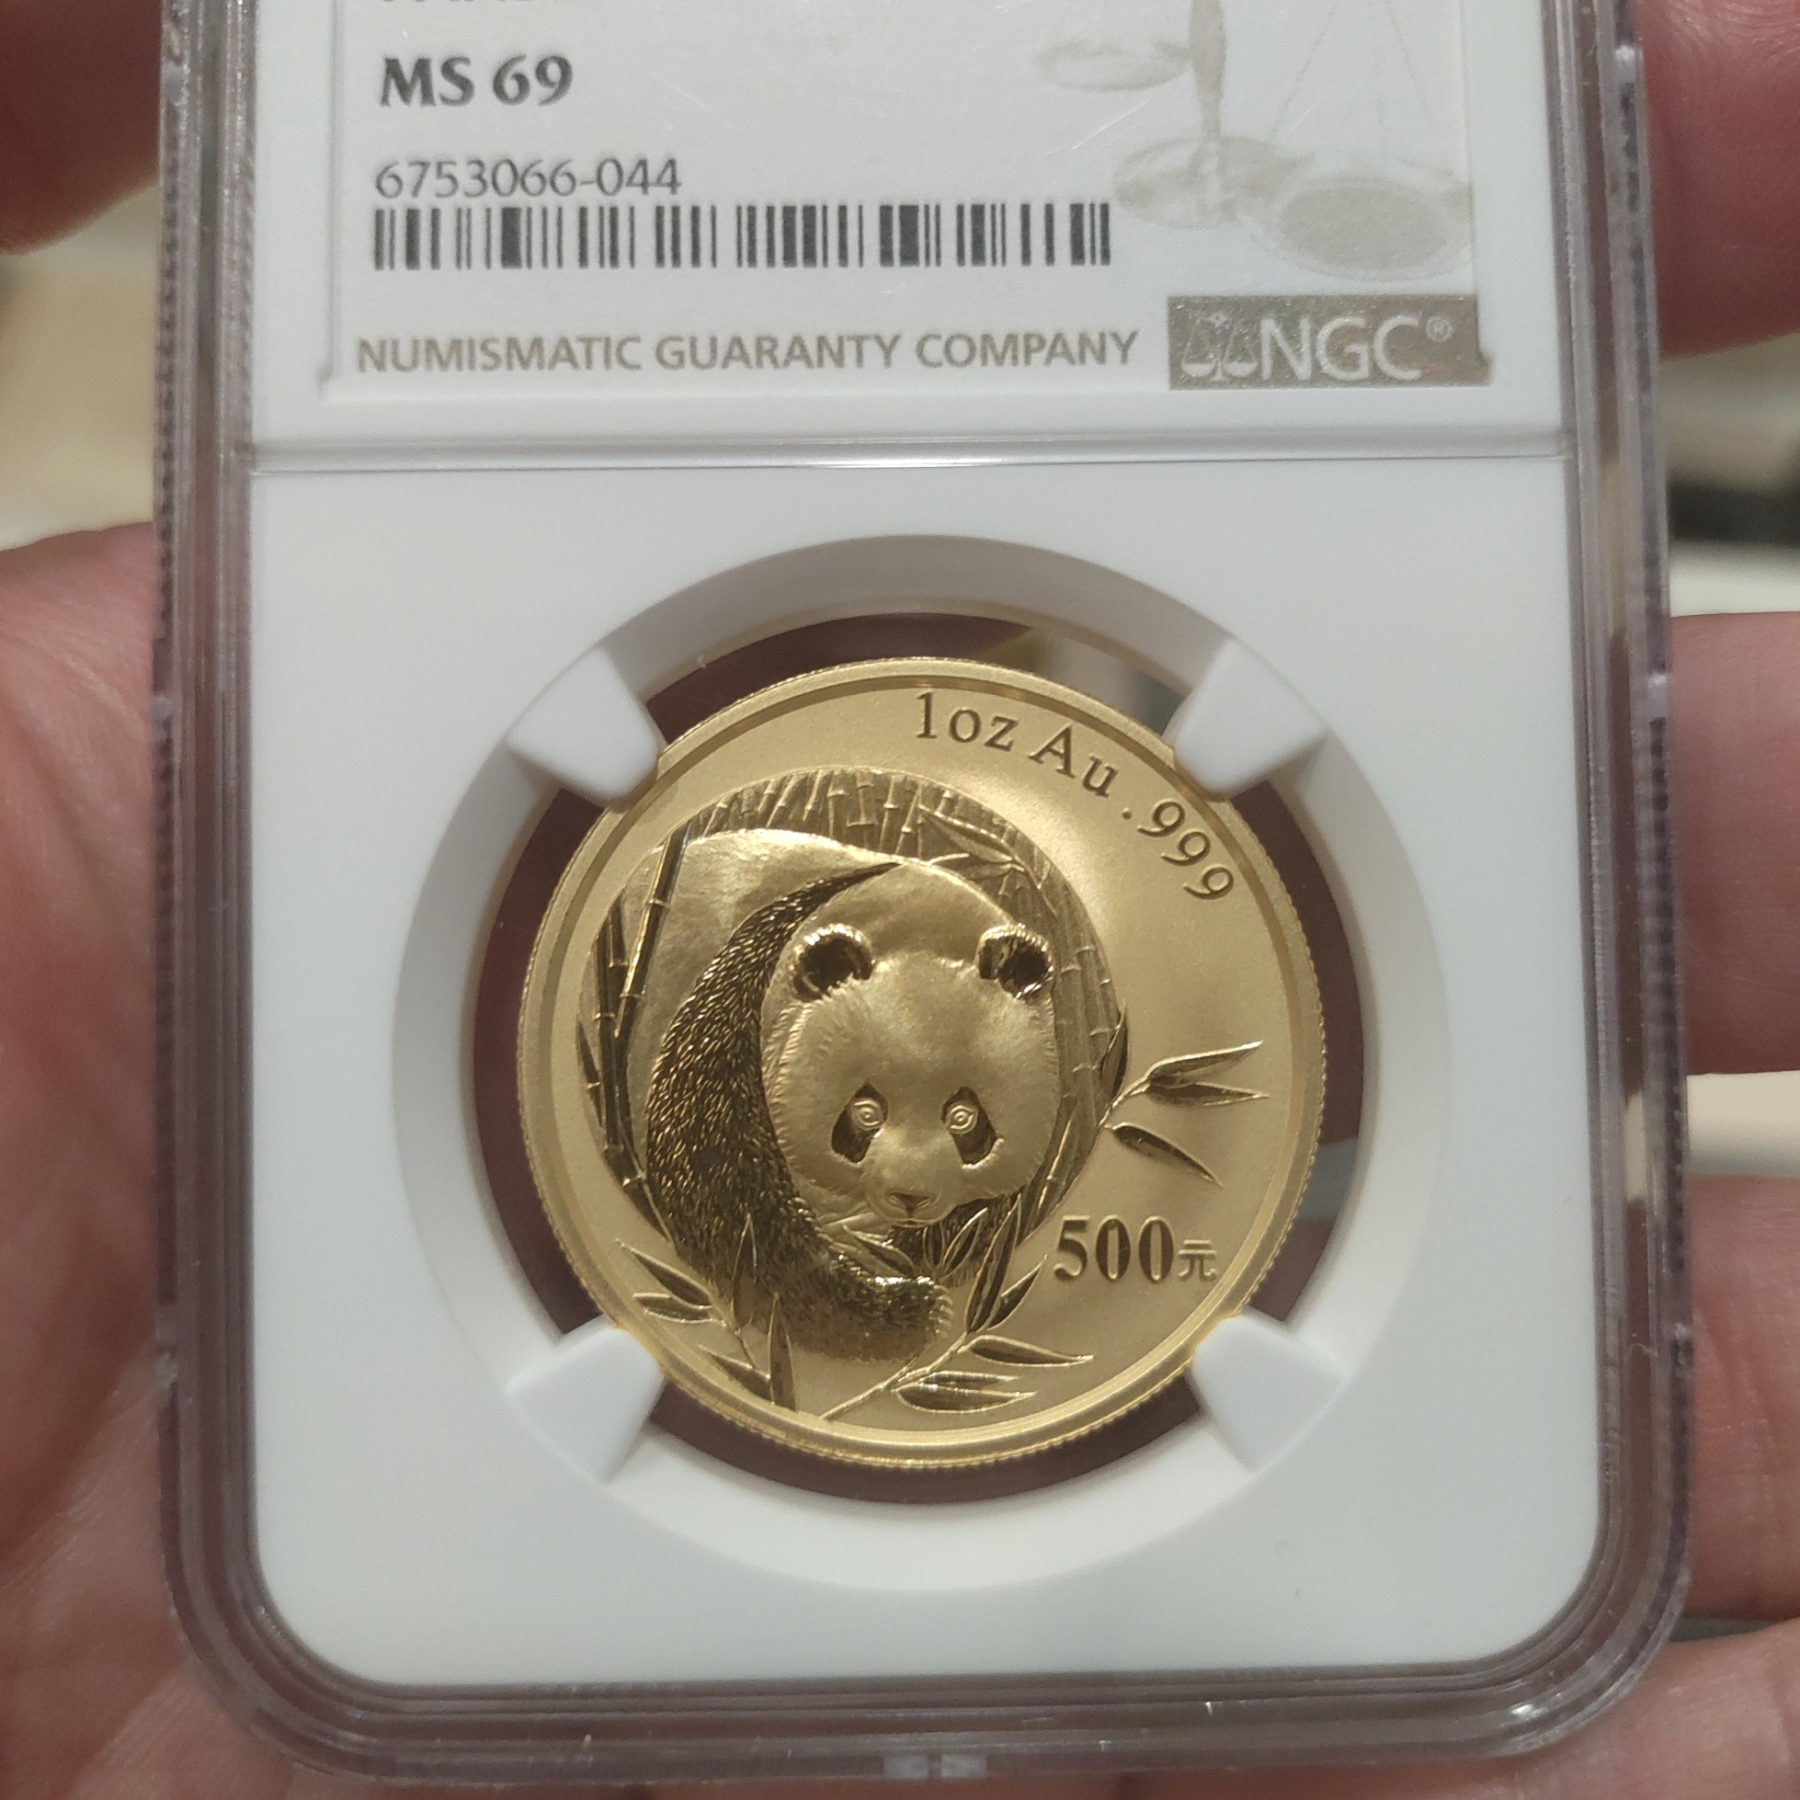 MS 69
6753066-044
NUMISMATIC GUARANTY COMPANY
NGC®
1oz Au .999
500元